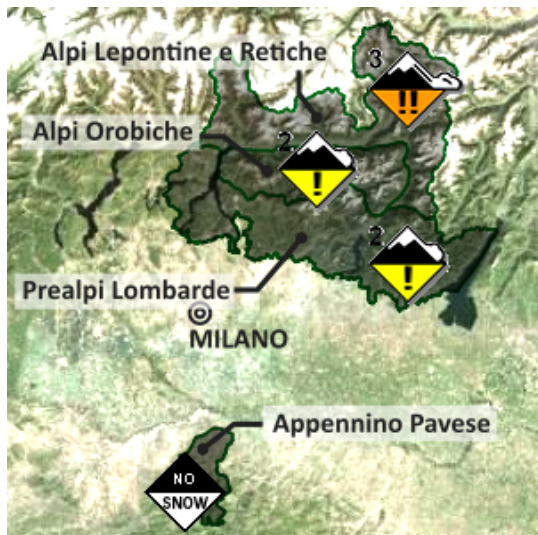 Alpi Lepontine e Retiche
3
!!
Alpi Orobiche
2
!
2
!
Prealpi Lombarde
MILANO
Appennino Pavese
NO
SNOW